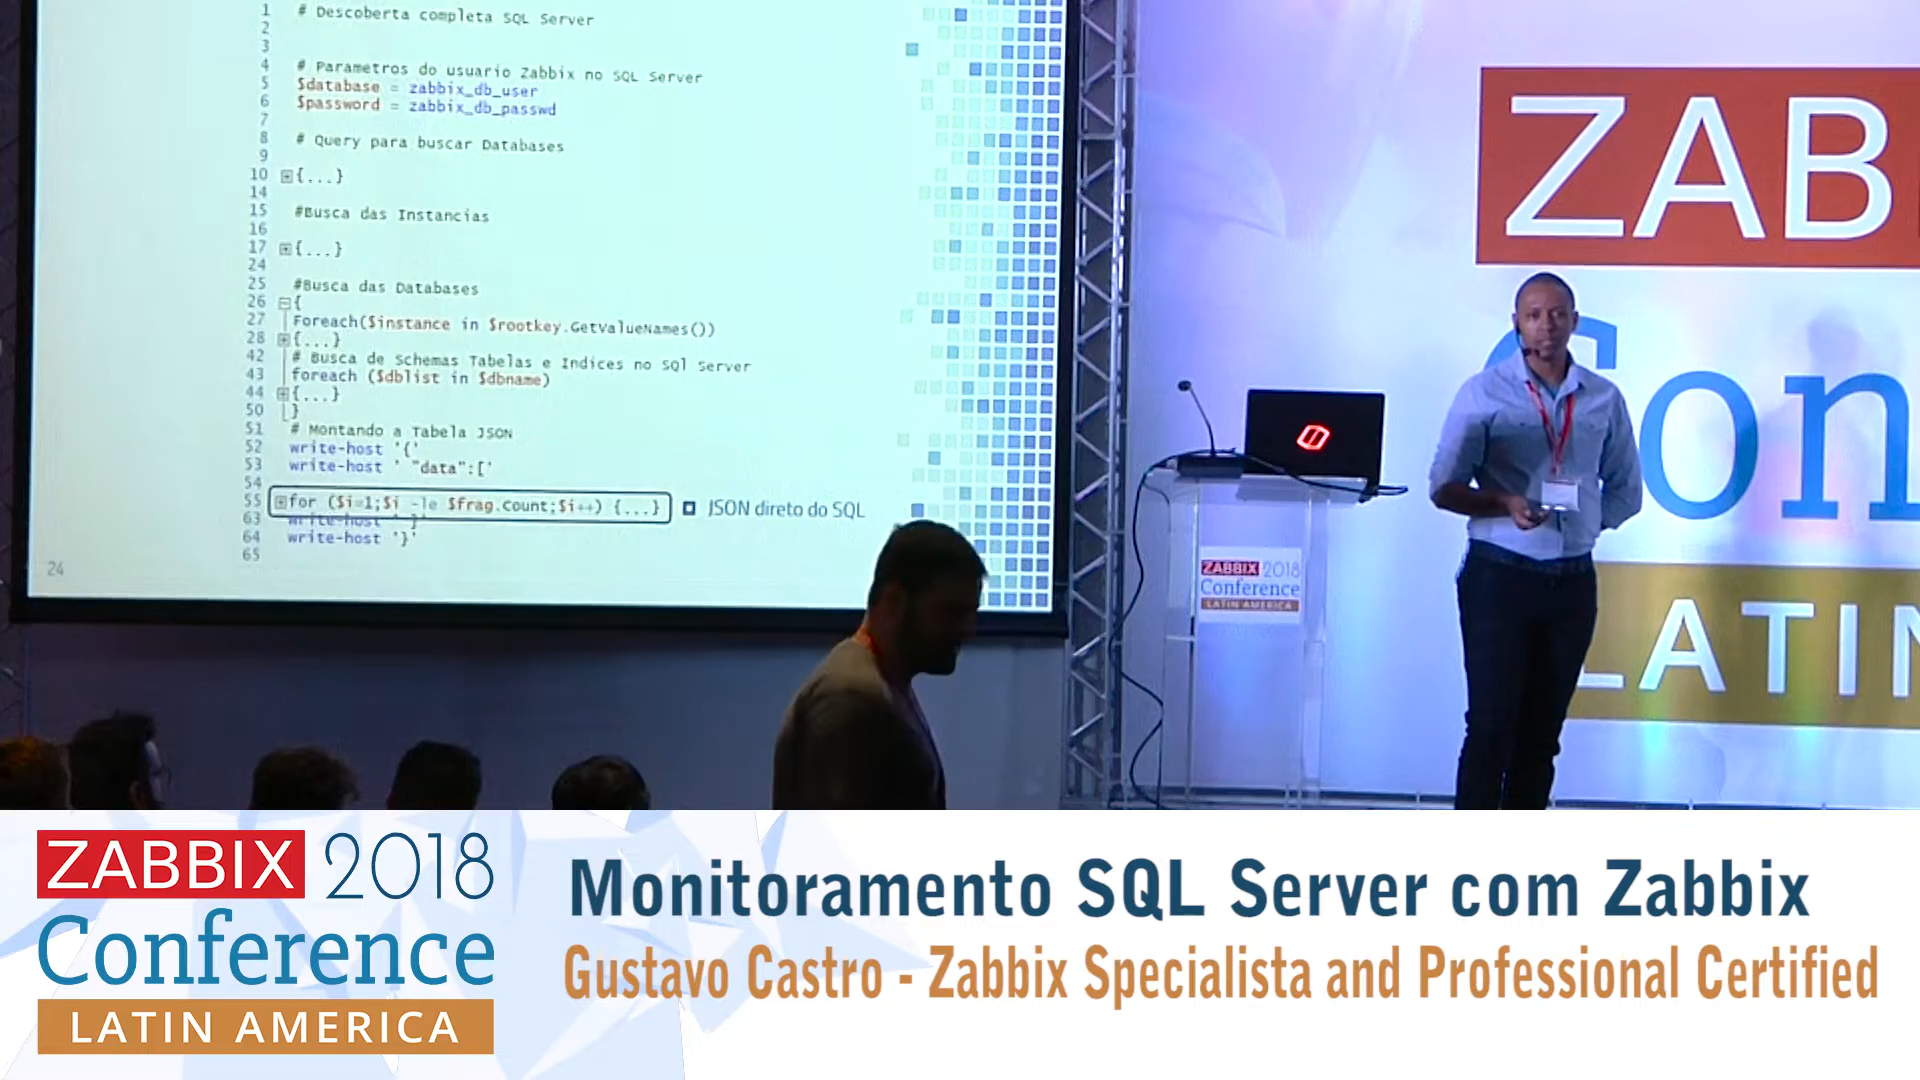 1 # Descoberta completa SQL Server
2
3
4 # Parametros do usuario Zabbix no SQL Server
5 $database = zabbix_db_user
6 $password = zabbix_db_passwd
7
8 # Query para buscar Databases
9
10 {...}
14
15 #Busca das Instancias
16
17 {...}
24
25 #Busca das Databases
26 {
27 Foreach($instance in $rootkey.GetValueNames())
28 {...}
42 # Busca de Schemas Tabelas e Indices no SQl Server
43 foreach ($dblist in $dbname)
44 {...}
50 }
51 # Montando a Tabela JSON
52 write-host '{'
53 write-host ' "data":['
54
55 for ($i=1;$i -le $frag.count;$i++) {...}
JSON direto do SQL
63 write-host ' ]'
64 write-host '}'
65
24
ZAB
Con
LATIN
ZABBIX 2018
Conference
LATIN AMERICA
ZABBIX 2018
Conference
LATIN AMERICA
Monitoramento SQL Server com Zabbix
Gustavo Castro - Zabbix Specialista and Professional Certified